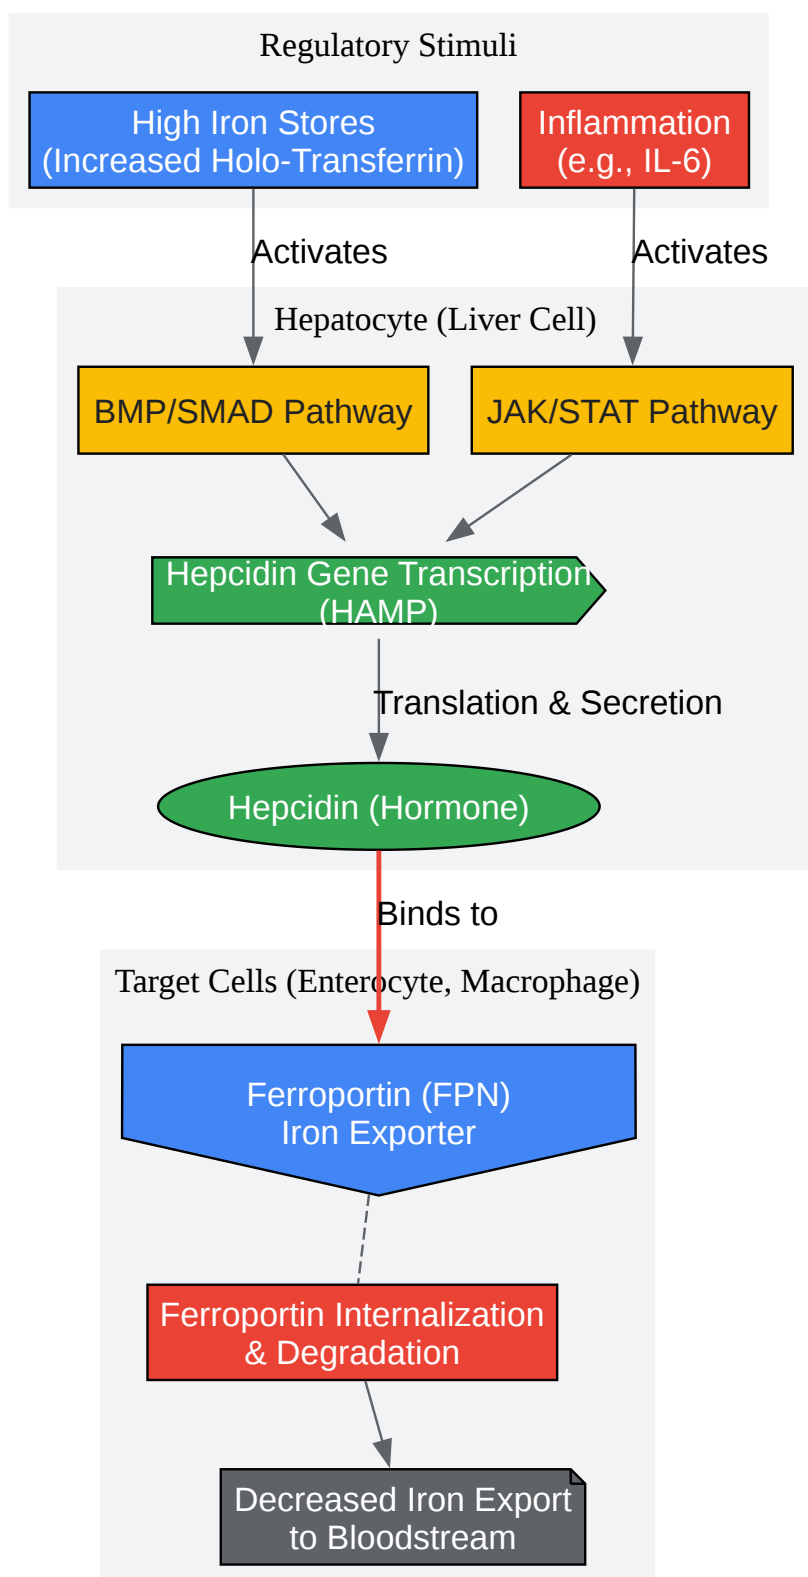 Regulatory Stimuli
High Iron Stores
(Increased Holo-Transferrin)
Inflammation
(e.g., IL-6)
Activates
Activates
Hepatocyte (Liver Cell)
BMP/SMAD Pathway
JAK/STAT Pathway
Hepcidin Gene Transcription
(HAMP)
Translation & Secretion
Hepcidin (Hormone)
Binds to
Target Cells (Enterocyte, Macrophage)
Ferroportin (FPN)
Iron Exporter
Ferroportin Internalization
& Degradation
Decreased Iron Export
to Bloodstream